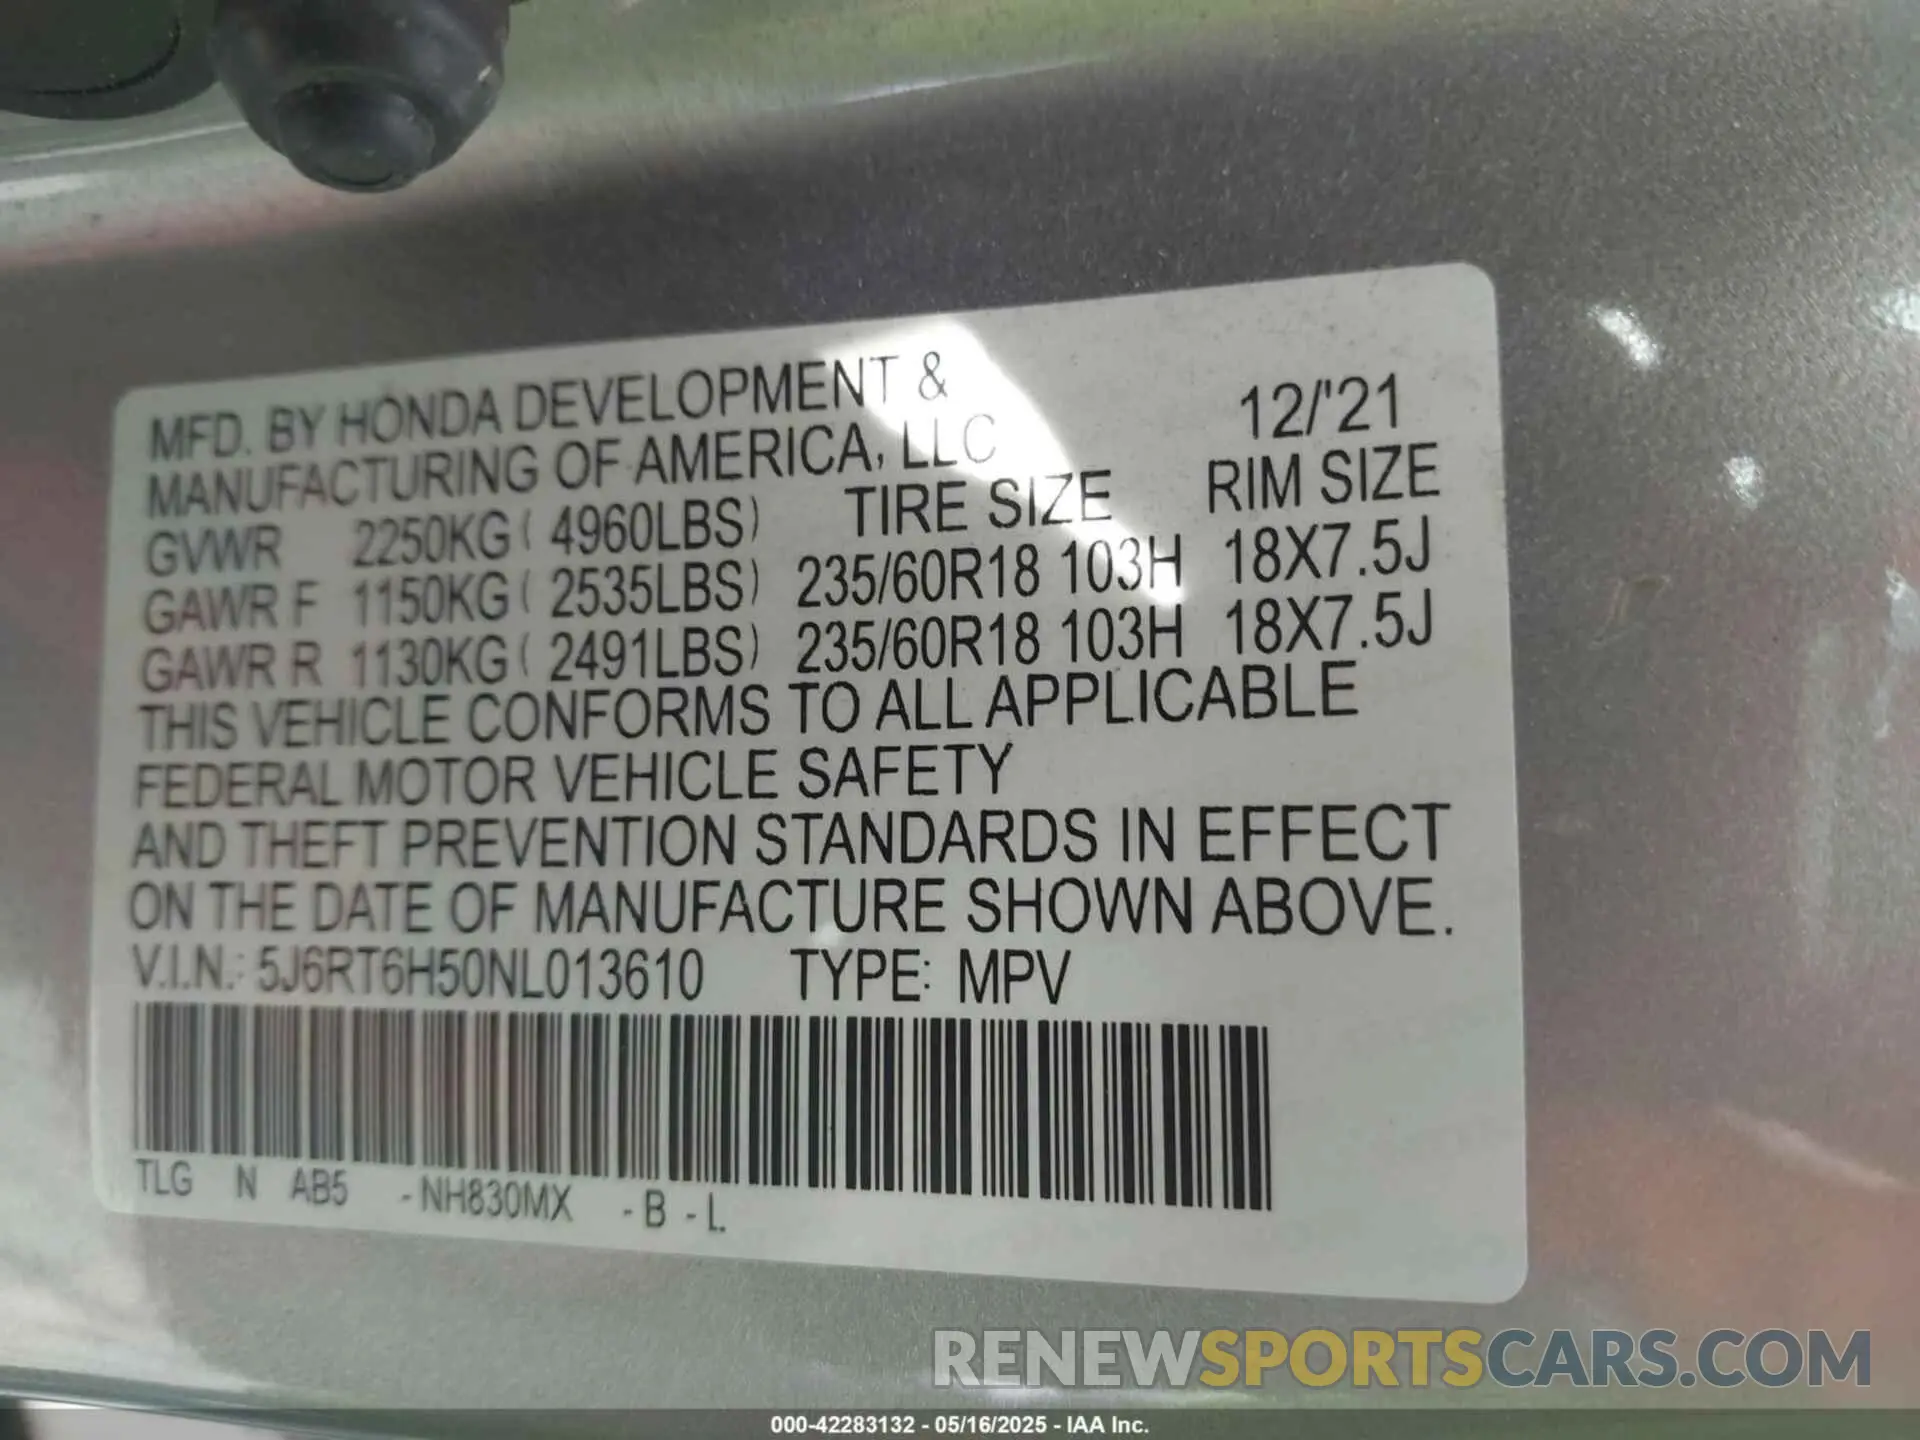 MFD. BY HONDA DEVELOPMENT & 12/'21
MANUFACTURING OF AMERICA, LLC
GVWR 2250KG ( 4960LBS) TIRE SIZE RIM SIZE
GAWR F 1150KG ( 2535LBS) 235/60R18 103H 18X7.5J
GAWR R 1130KG ( 2491LBS) 235/60R18 103H 18X7.5J
THIS VEHICLE CONFORMS TO ALL APPLICABLE
FEDERAL MOTOR VEHICLE SAFETY
AND THEFT PREVENTION STANDARDS IN EFFECT
ON THE DATE OF MANUFACTURE SHOWN ABOVE.
V.I.N.: 5J6RT6H50NL013610 TYPE: MPV
TLG N AB5 -NH830MX -B -L
RENEWSPORTSCARS.COM
000-42283132 - 05/16/2025 - IAA Inc.